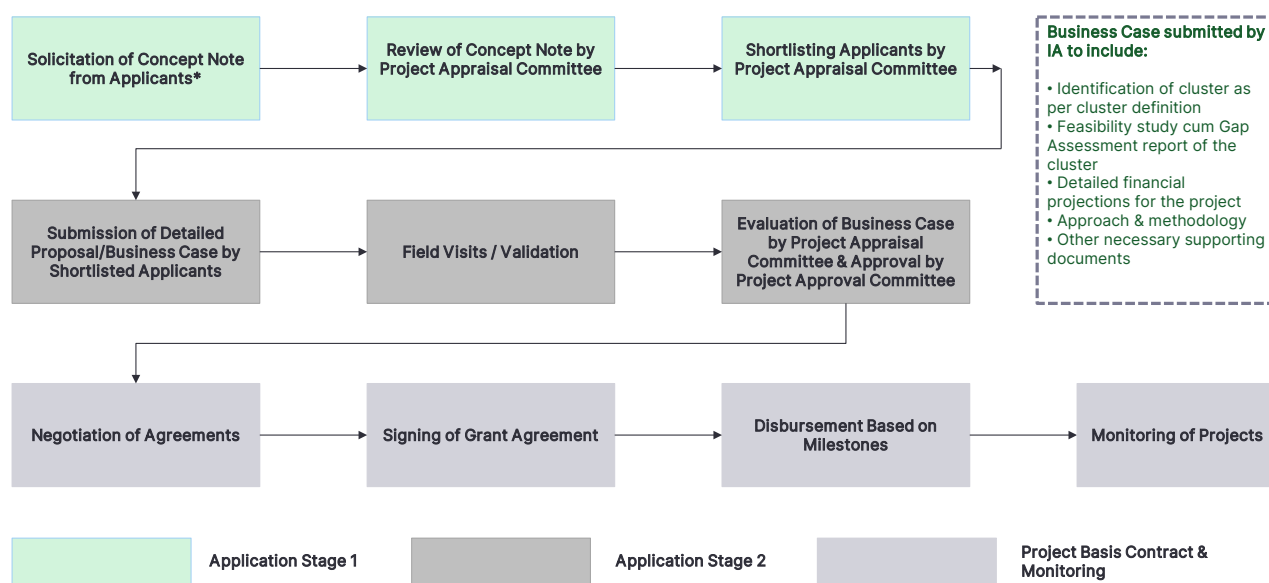 Solicitation of Concept Note
from Applicants*
Review of Concept Note by
Project Appraisal Committee
Shortlisting Applicants by
Project Appraisal Committee
Business Case submitted by
IA to include:
• Identification of cluster as
per cluster definition
• Feasibility study cum Gap
Assessment report of the
cluster
• Detailed financial
projections for the project
• Approach & methodology
• Other necessary supporting
documents
Submission of Detailed
Proposal/Business Case by
Shortlisted Applicants
Field Visits / Validation
Evaluation of Business Case
by Project Appraisal
Committee & Approval by
Project Approval Committee
Negotiation of Agreements
Signing of Grant Agreement
Disbursement Based on
Milestones
Monitoring of Projects
Application Stage 1
Application Stage 2
Project Basis Contract &
Monitoring